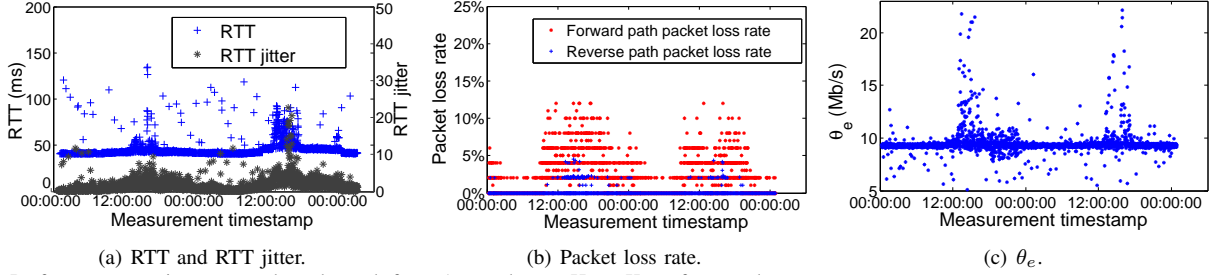 200
150
100
50
0
RTT (ms)
50
40
30
20
10
0
RTT jitter
RTT
RTT jitter
00:00:00 12:00:00 00:00:00 12:00:00 00:00:00
Measurement timestamp
(a) RTT and RTT jitter.
25%
20%
15%
10%
5%
0%
Packet loss rate
Forward path packet loss rate
Reverse path packet loss rate
00:00:00 12:00:00 00:00:00 12:00:00 00:00:00
Measurement timestamp
(b) Packet loss rate.
20
15
10
5
θe (Mb/s)
00:00:00 12:00:00 00:00:00 12:00:00 00:00:00
Measurement timestamp
(c) θe.